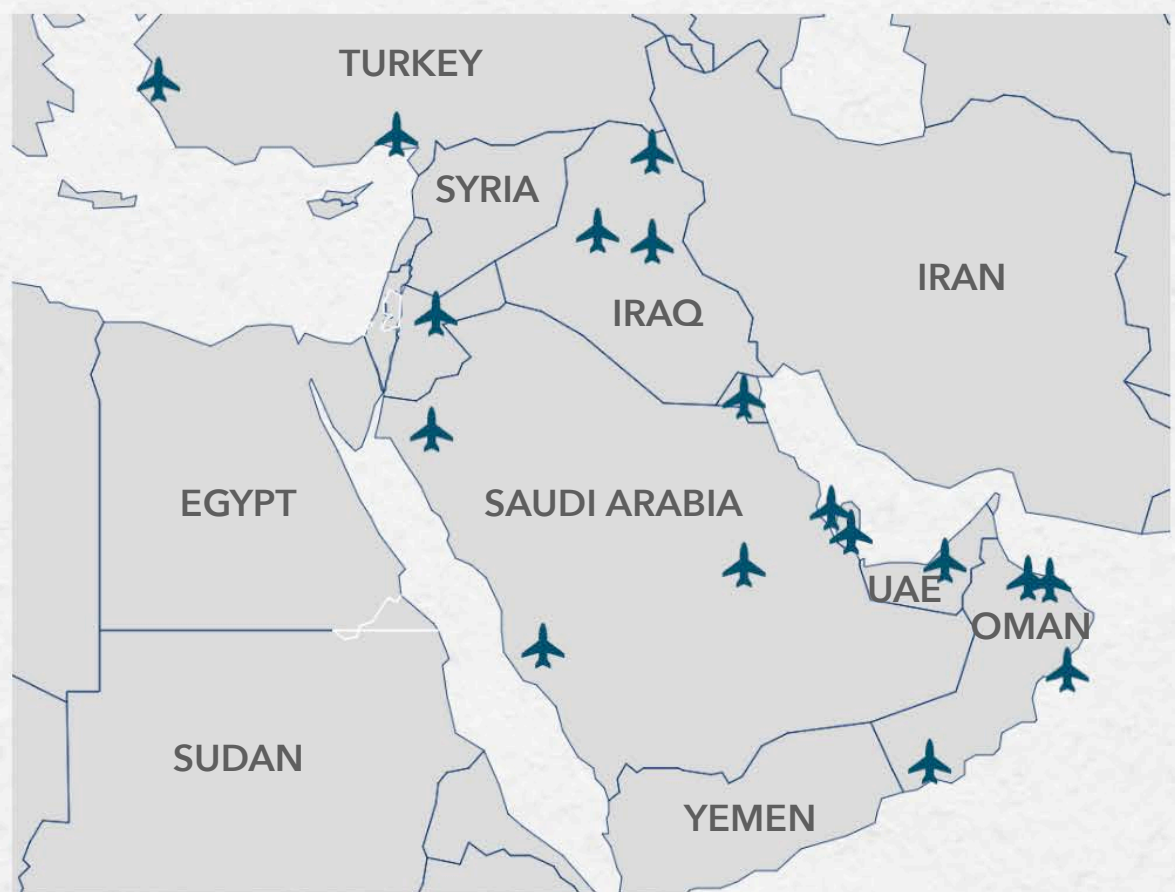 TURKEY
SYRIA
IRAN
IRAQ
EGYPT
SAUDI ARABIA
UAE
OMAN
SUDAN
YEMEN